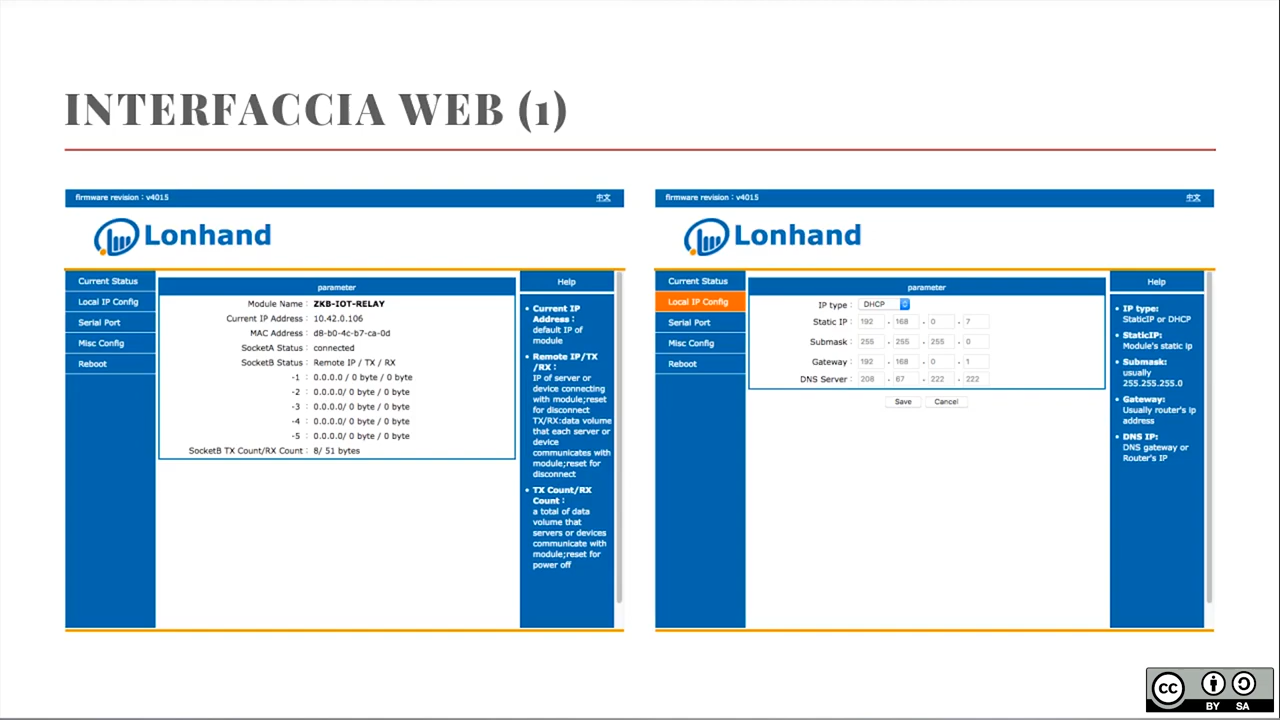 INTERFACCIA WEB (1)
firmware revision : v4015 中文
Lonhand
Current Status
Local IP Config
Serial Port
Misc Config
Reboot
parameter
Module Name : ZKB-IOT-RELAY
Current IP Address : 10.42.0.106
MAC Address : d8-b0-4c-b7-ca-0d
SocketA Status : connected
SocketB Status : Remote IP / TX / RX
-1 : 0.0.0.0/ 0 byte / 0 byte
-2 : 0.0.0.0/ 0 byte / 0 byte
-3 : 0.0.0.0/ 0 byte / 0 byte
-4 : 0.0.0.0/ 0 byte / 0 byte
-5 : 0.0.0.0/ 0 byte / 0 byte
SocketB TX Count/RX Count : 8/ 51 bytes
Help
• Current IP
Address :
default IP of
module
• Remote IP/TX
/RX :
IP of server or
device connecting
with module;reset
for disconnect
TX/RX:data volume
that each server or
device
communicates with
module;reset for
disconnect
• TX Count/RX
Count :
a total of data
volume that
servers or devices
communicate with
module;reset for
power off
firmware revision : v4015 中文
Lonhand
Current Status
Local IP Config
Serial Port
Misc Config
Reboot
parameter
IP type : DHCP
Static IP : 192 . 168 . 0 . 7
Submask : 255 . 255 . 255 . 0
Gateway : 192 . 168 . 0 . 1
DNS Server : 208 . 67 . 222 . 222
Save Cancel
Help
• IP type:
StaticIP or DHCP
• StaticIP:
Module's static ip
• Submask:
usually
255.255.255.0
• Gateway:
Usually router's ip
address
• DNS IP:
DNS gateway or
Router's IP
CC BY SA